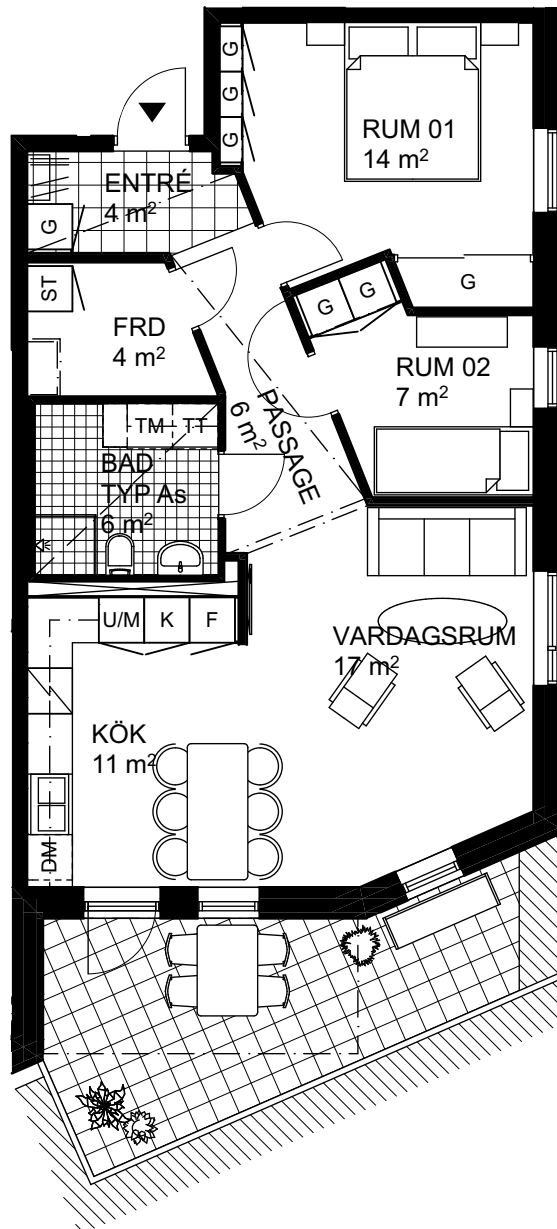 G
G
G
RUM 01
14 m²
ENTRÉ
4 m²
G
G
ST
G
G
FRD
4 m²
RUM 02
7 m²
PASSAGE
6 m²
TM
TT
BAD
TYP As
6 m²
U/M
K
F
VARDAGSRUM
17 m²
KÖK
11 m²
DM